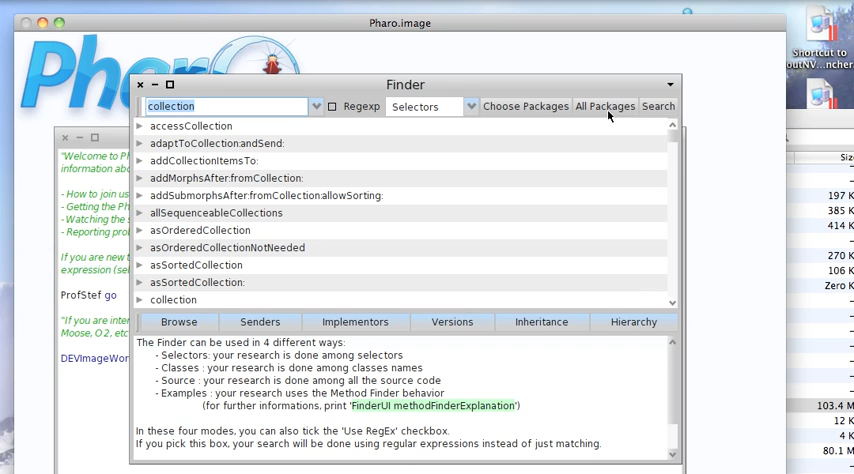 Pharo.image
Shortcut to
outNV...ncher
Phar
Finder
collection
Regexp
Selectors
Choose Packages
All Packages
Search
accessCollection
adaptToCollection:andSend:
addCollectionItemsTo:
addMorphsAfter:fromCollection:
addSubmorphsAfter:fromCollection:allowSorting:
allSequenceableCollections
asOrderedCollection
asOrderedCollectionNotNeeded
asSortedCollection
asSortedCollection:
collection
Browse
Senders
Implementors
Versions
Inheritance
Hierarchy
The Finder can be used in 4 different ways:
- Selectors: your research is done among selectors
- Classes : your research is done among classes names
- Source : your research is done among all the source code
- Examples : your research uses the Method Finder behavior
(for further informations, print 'FinderUI methodFinderExplanation')
In these four modes, you can also tick the 'Use RegEx' checkbox.
If you pick this box, your search will be done using regular expressions instead of just matching.
"Welcome to Ph
information abo
- How to join us
- Getting the Ph
- Watching the s
- Reporting prob
If you are new t
expression (sel
ProfStef go
"If you are inter
Moose, O2, etc
DEVImageWor
Size
197 K
385 K
414 K
270 K
106 K
Zero K
103.4 M
12 K
4 K
80.1 M